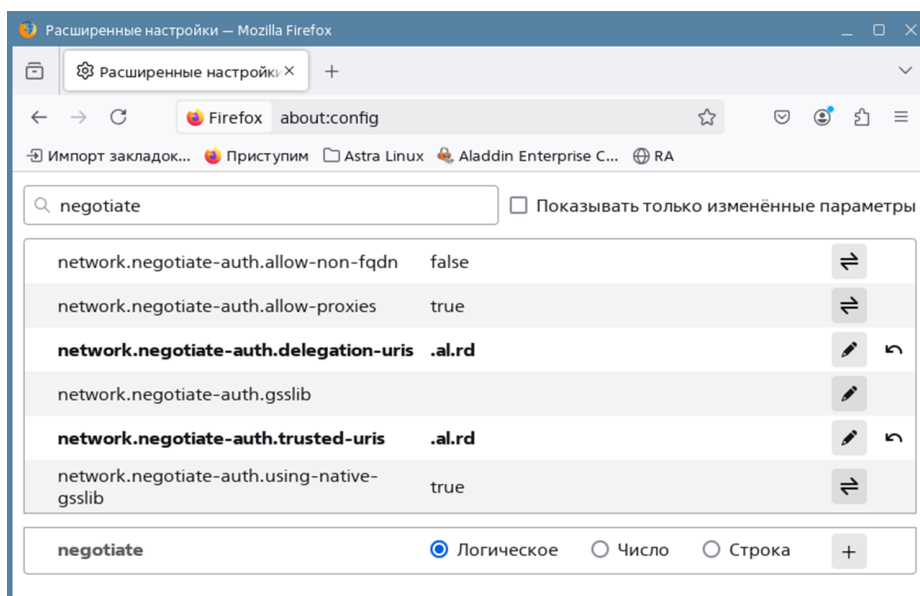 Расширенные настройки — Mozilla Firefox
Расширенные настройки
Firefox about:config
Импорт закладок... Приступим Astra Linux Aladdin Enterprise C... RA
negotiate Показывать только изменённые параметры
network.negotiate-auth.allow-non-fqdn false
network.negotiate-auth.allow-proxies true
network.negotiate-auth.delegation-uris .al.rd
network.negotiate-auth.gsslib
network.negotiate-auth.trusted-uris .al.rd
network.negotiate-auth.using-native-
gsslib true
negotiate Логическое Число Строка